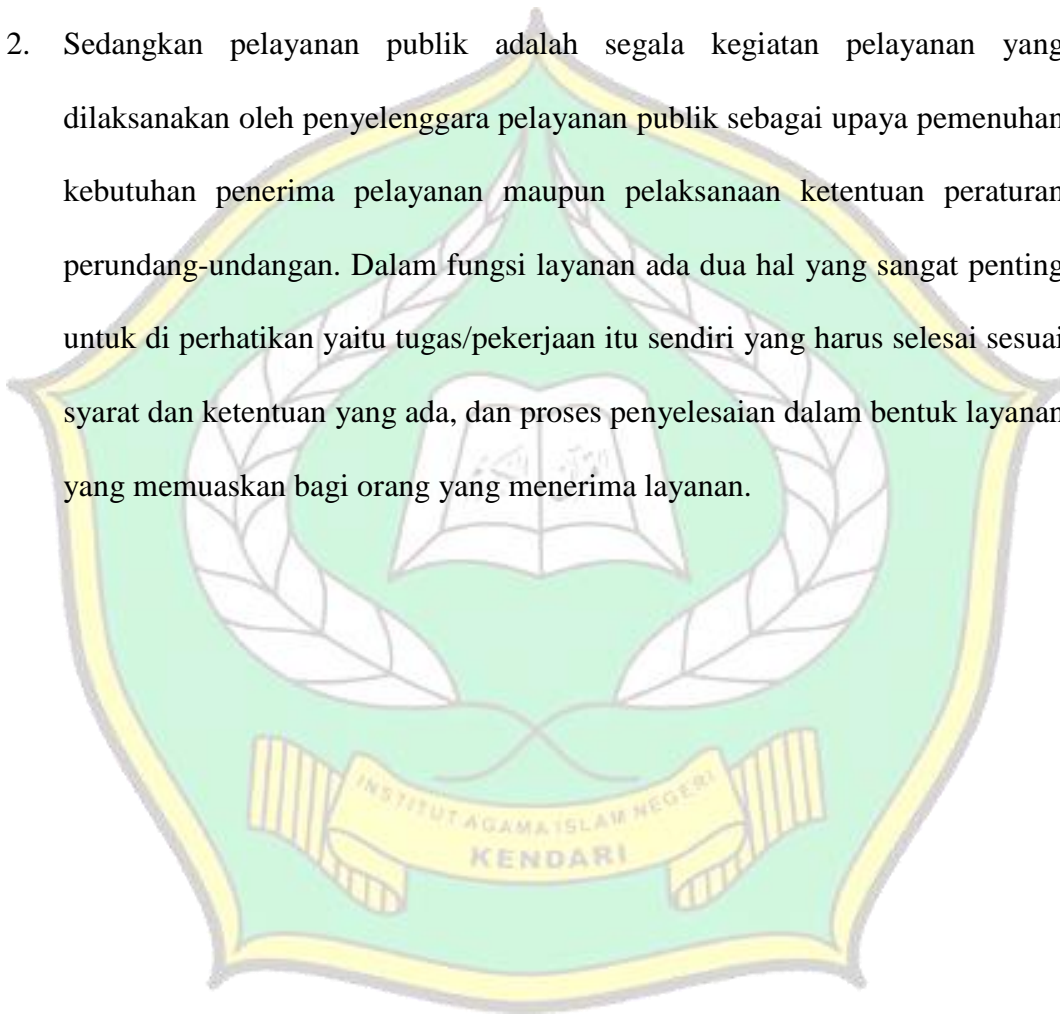 2. Sedangkan pelayanan publik adalah segala kegiatan pelayanan yang
dilaksanakan oleh penyelenggara pelayanan publik sebagai upaya pemenuhan
kebutuhan penerima pelayanan maupun pelaksanaan ketentuan peraturan
perundang-undangan. Dalam fungsi layanan ada dua hal yang sangat penting
untuk di perhatikan yaitu tugas/pekerjaan itu sendiri yang harus selesai sesuai
syarat dan ketentuan yang ada, dan proses penyelesaian dalam bentuk layanan
yang memuaskan bagi orang yang menerima layanan.
INSTITUT AGAMA ISLAM NEGERI
KENDARI